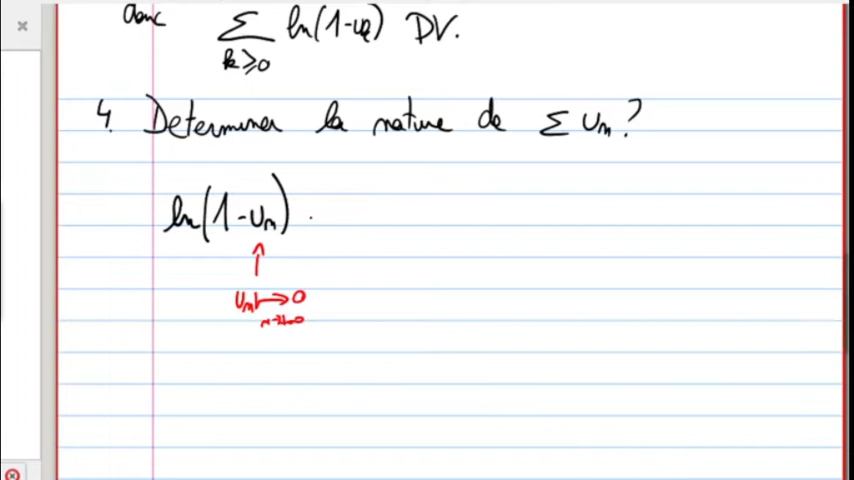 donc Σ ln(1-uₖ) DV.
k≥0
4. Determiner la nature de Σ Uₙ?
ln(1-Uₙ) .
Uₙ → 0
n→+∞